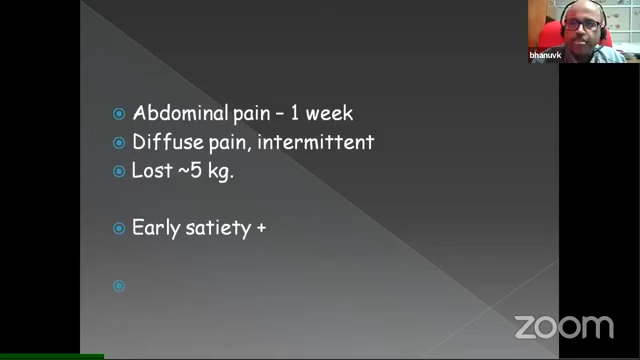 bhanuvk
Abdominal pain – 1 week
Diffuse pain, intermittent
Lost ~5 kg.
Early satiety +
zoom